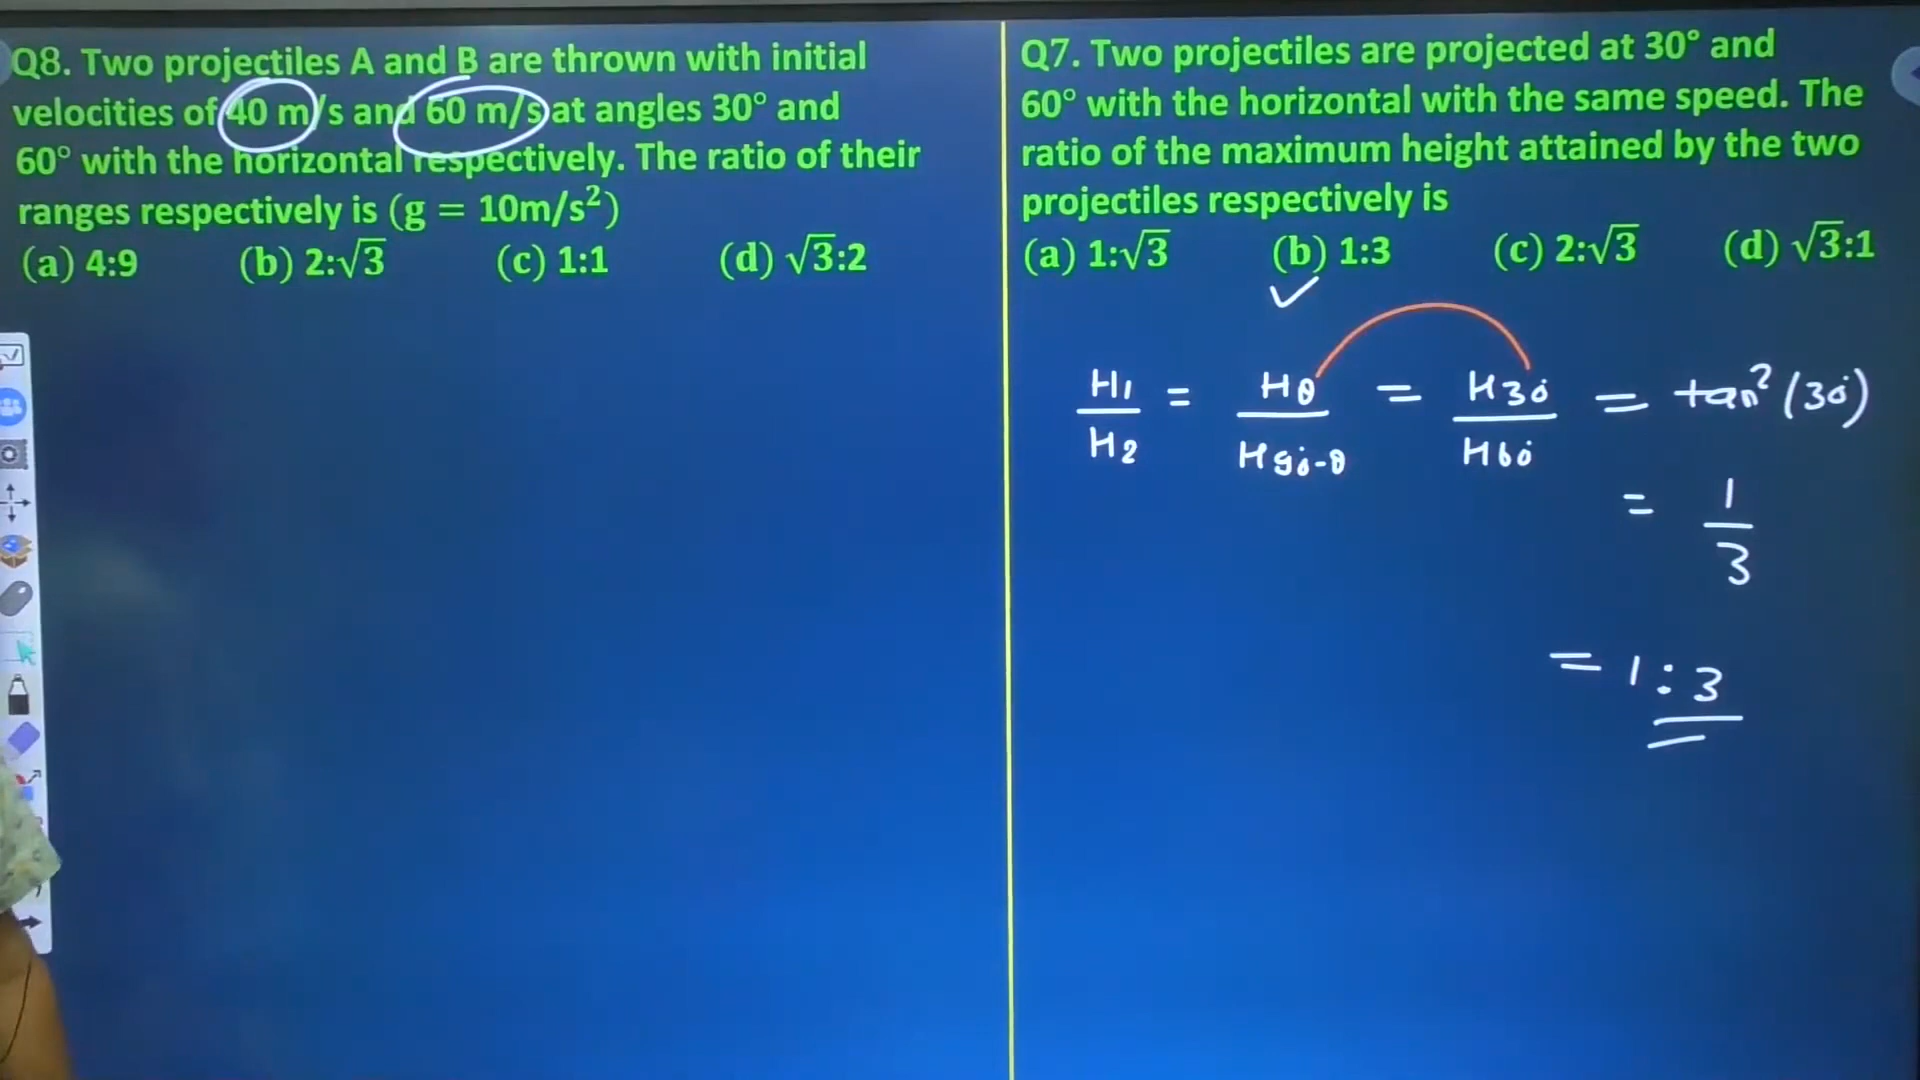 Q8. Two projectiles A and B are thrown with initial
velocities of 40 m/s and 60 m/s at angles 30° and
60° with the horizontal respectively. The ratio of their
ranges respectively is (g = 10m/s²)
(a) 4:9 (b) 2:√3 (c) 1:1 (d) √3:2
Q7. Two projectiles are projected at 30° and
60° with the horizontal with the same speed. The
ratio of the maximum height attained by the two
projectiles respectively is
(a) 1:√3 (b) 1:3 (c) 2:√3 (d) √3:1
H1/H2 = Hθ/H90°-θ = H30°/H60° = tan²(30°)
= 1/3
= 1:3